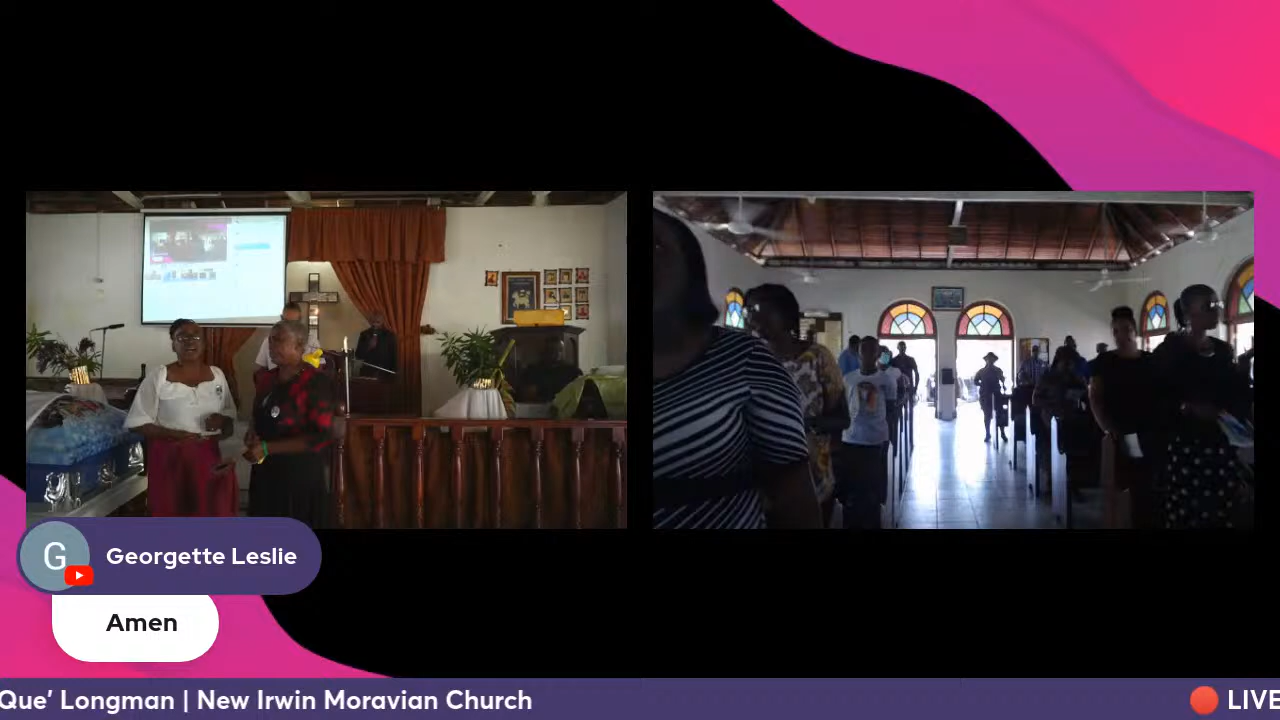 G
Georgette Leslie
Amen
Que' Longman | New Irwin Moravian Church
LIVE